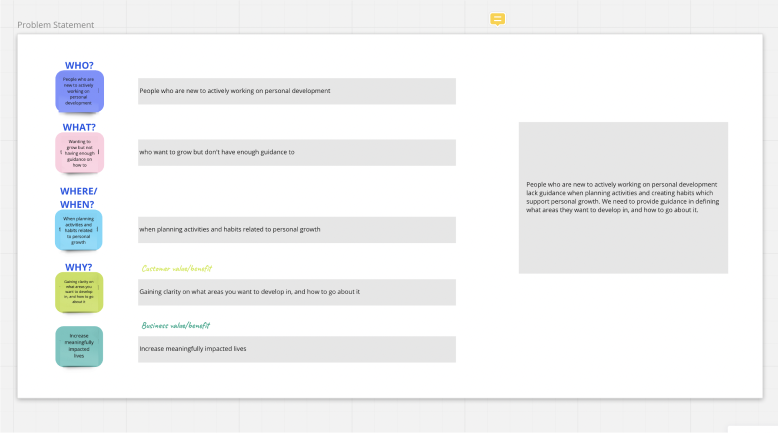 Problem Statement
WHO?
People who are
new to actively
working on
personal
development
People who are new to actively working on personal development
WHAT?
Wanting to
grow but not
having enough
guidance on
how to
who want to grow but don't have enough guidance to
WHERE/
WHEN?
When planning
activities and
habits related
to personal
growth
when planning activities and habits related to personal growth
WHY?
Gaining clarity on
what areas you
want to develop
in, and how to go
about it
Customer value/benefit
Gaining clarity on what areas you want to develop in, and how to go about it
Increase
meaningfully
impacted
lives
Business value/benefit
Increase meaningfully impacted lives
People who are new to actively working on personal development
lack guidance when planning activities and creating habits which
support personal growth. We need to provide guidance in defining
what areas they want to develop in, and how to go about it.